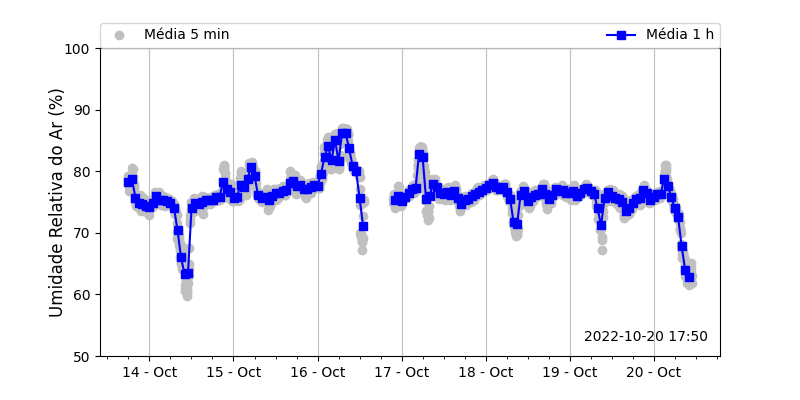 Média 5 min
Média 1 h
Umidade Relativa do Ar (%)
100
90
80
70
60
50
2022-10-20 17:50
14 - Oct
15 - Oct
16 - Oct
17 - Oct
18 - Oct
19 - Oct
20 - Oct